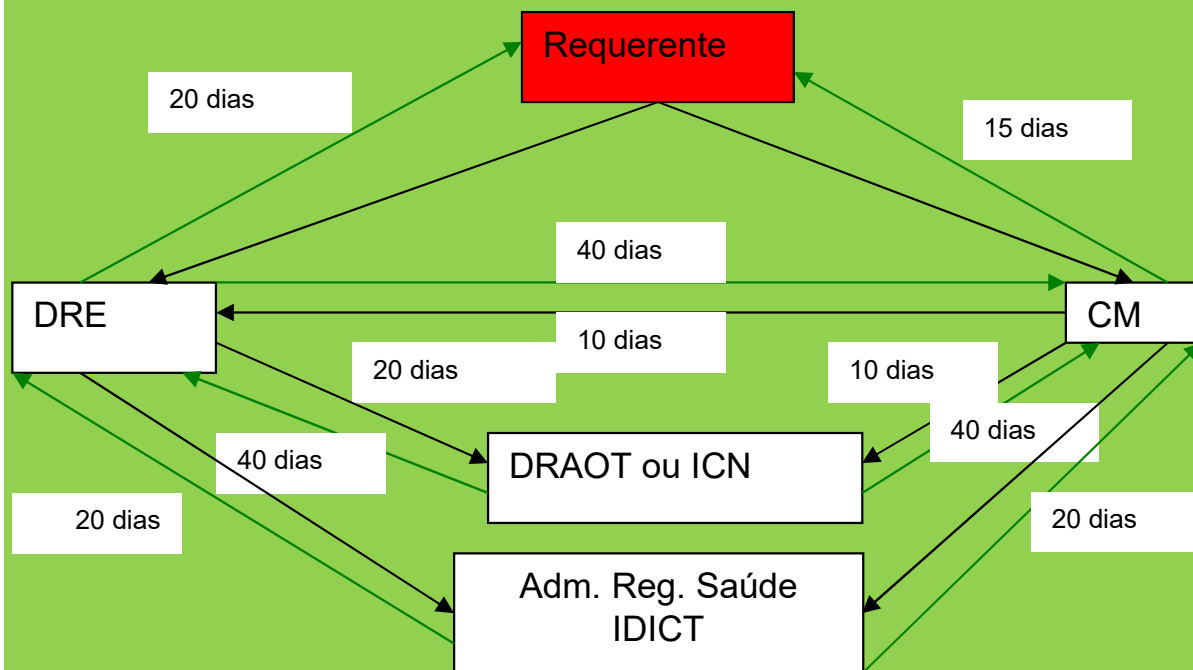 Requerente
20 dias
15 dias
40 dias
DRE
CM
10 dias
20 dias
10 dias
40 dias
40 dias
DRAOT ou ICN
20 dias
20 dias
Adm. Reg. Saúde
IDICT